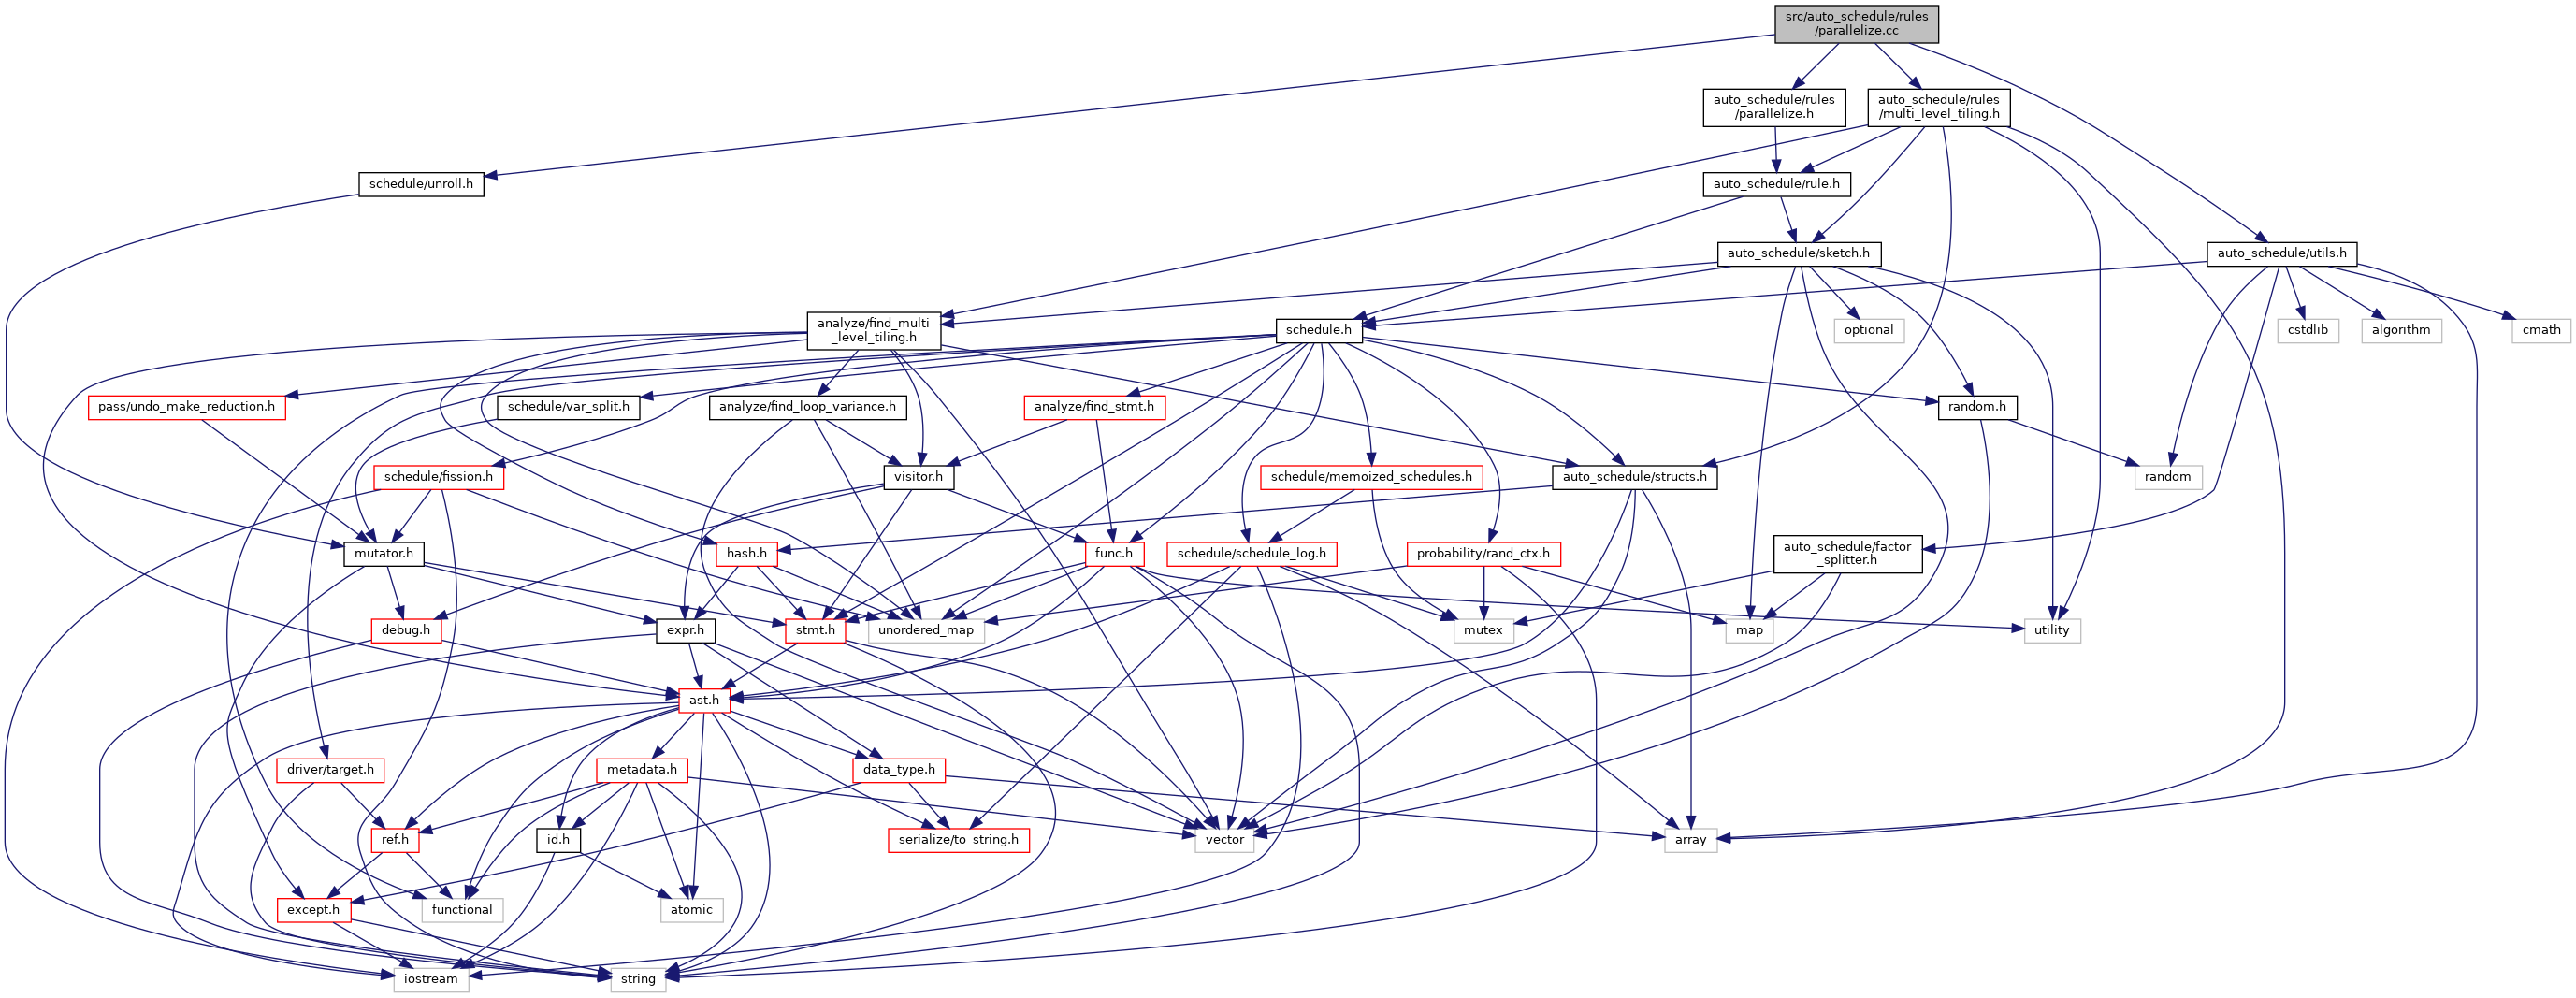 src/auto_schedule/rules
/parallelize.cc
auto_schedule/rules
/parallelize.h
auto_schedule/rules
/multi_level_tiling.h
schedule/unroll.h
auto_schedule/rule.h
auto_schedule/sketch.h
auto_schedule/utils.h
analyze/find_multi
_level_tiling.h
schedule.h
optional
cstdlib
algorithm
cmath
pass/undo_make_reduction.h
schedule/var_split.h
analyze/find_loop_variance.h
analyze/find_stmt.h
random.h
schedule/fission.h
visitor.h
schedule/memoized_schedules.h
auto_schedule/structs.h
random
mutator.h
hash.h
func.h
schedule/schedule_log.h
probability/rand_ctx.h
auto_schedule/factor
_splitter.h
debug.h
expr.h
stmt.h
unordered_map
mutex
map
utility
ast.h
driver/target.h
metadata.h
data_type.h
ref.h
id.h
serialize/to_string.h
vector
array
except.h
functional
atomic
iostream
string